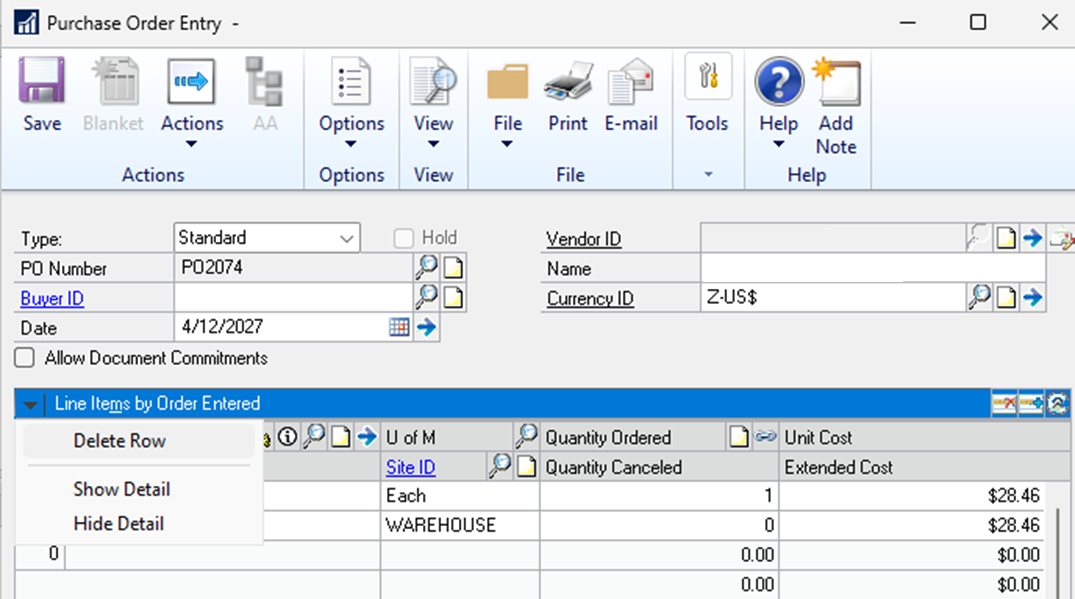 Purchase Order Entry -
Save Blanket Actions AA Options View File Print E-mail Tools Help Add Note
Actions Options View File Help
Type: Standard Hold Vendor ID
PO Number PO2074 Name
Buyer ID Currency ID Z-US$
Date 4/12/2027
Allow Document Commitments
Line Items by Order Entered
Delete Row U of M Quantity Ordered Unit Cost
Site ID Quantity Canceled Extended Cost
Show Detail Each 1 $28.46
Hide Detail WAREHOUSE 0 $28.46
0 0.00 $0.00
0.00 $0.00